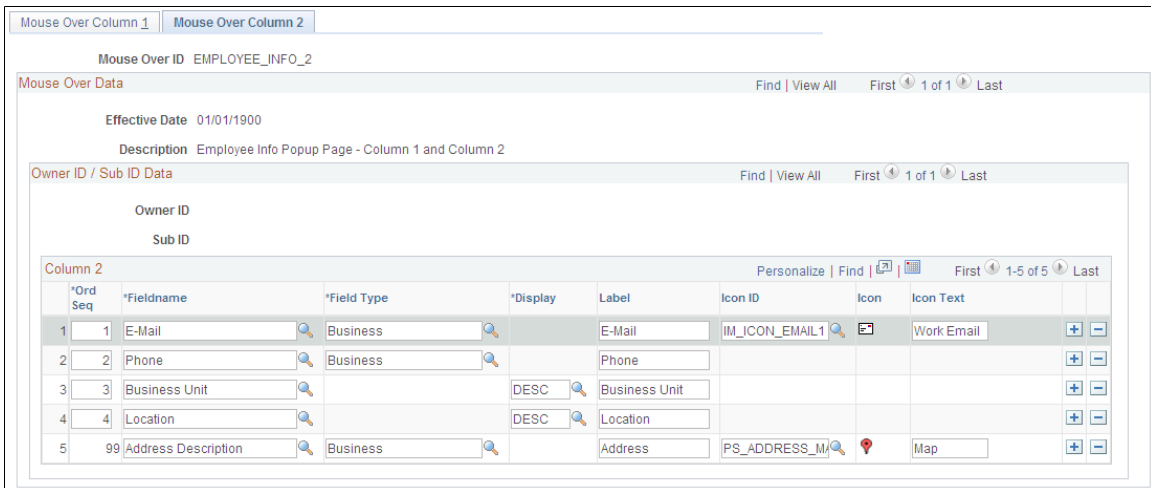 Mouse Over Column 1 Mouse Over Column 2
Mouse Over ID EMPLOYEE_INFO_2
Mouse Over Data Find | View All First 1 of 1 Last
Effective Date 01/01/1900
Description Employee Info Popup Page - Column 1 and Column 2
Owner ID / Sub ID Data Find | View All First 1 of 1 Last
Owner ID
Sub ID
Column 2 Personalize | Find | | First 1-5 of 5 Last
*Ord Seq *Fieldname *Field Type *Display Label Icon ID Icon Icon Text
1 1 E-Mail Business E-Mail IM_ICON_EMAIL1 Work Email + -
2 2 Phone Business Phone + -
3 3 Business Unit DESC Business Unit + -
4 4 Location DESC Location + -
5 99 Address Description Business Address PS_ADDRESS_MA Map + -